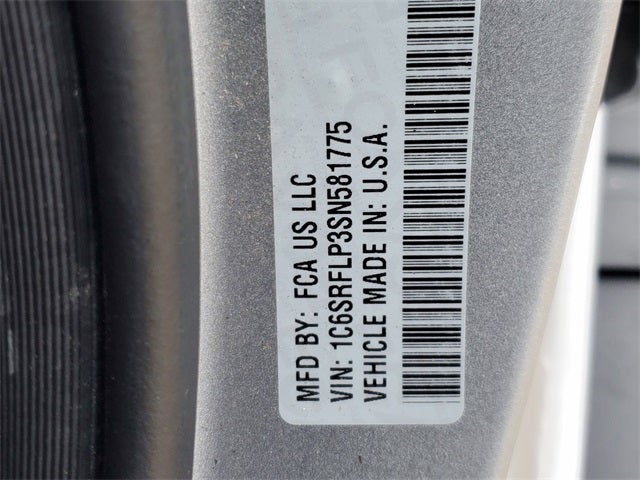 MFD BY: FCA US LLC
VIN: 1C6SRFLP3SN581775
VEHICLE MADE IN: U.S.A.